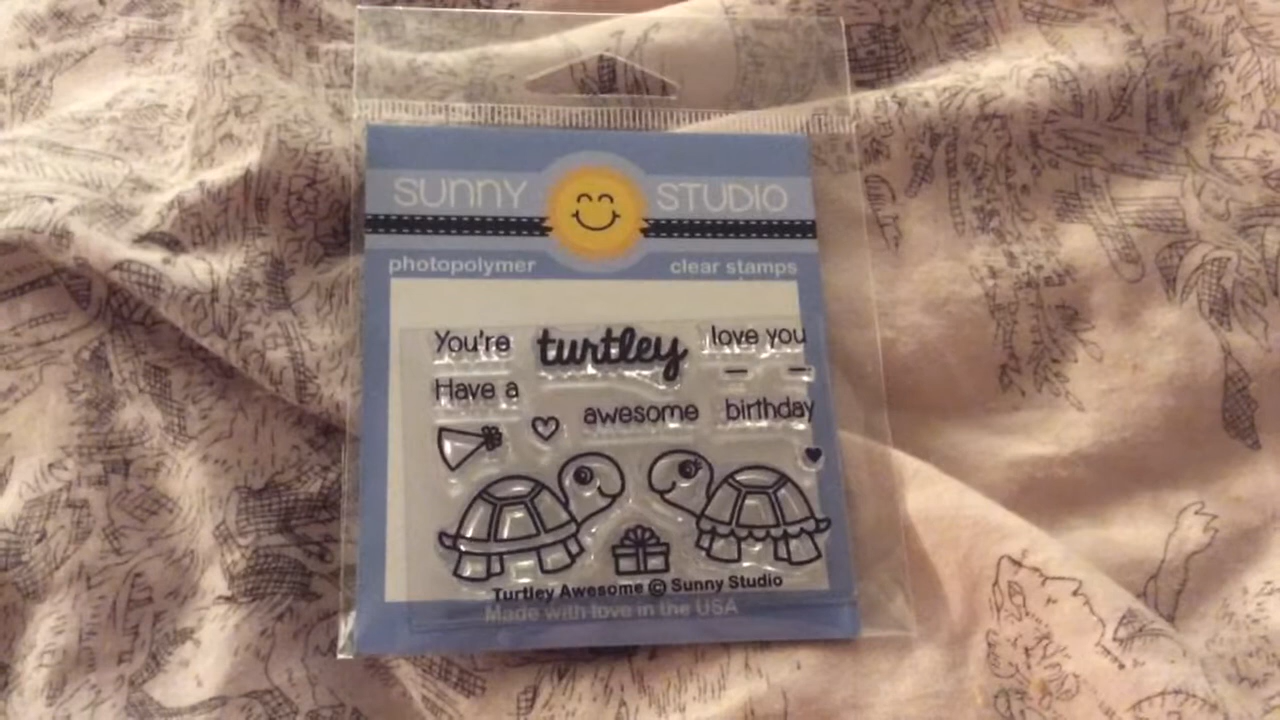 SUNNY STUDIO
photopolymer clear stamps
You're turtley love you
Have a
awesome birthday
Turtley Awesome © Sunny Studio
Made with love in the USA